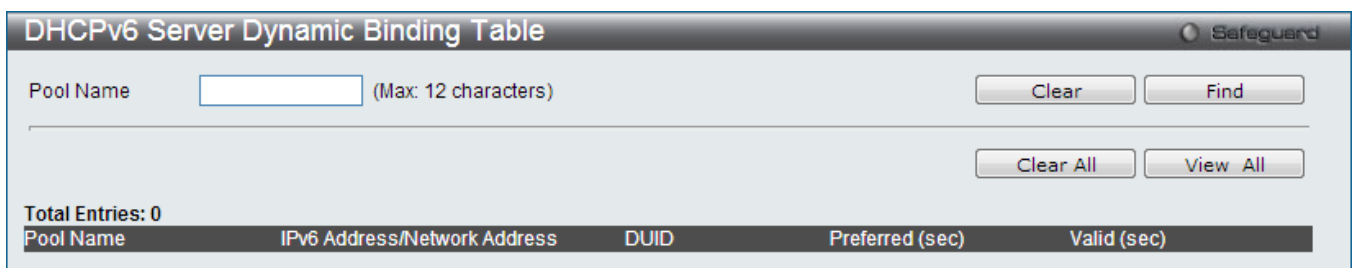 DHCPv6 Server Dynamic Binding Table Safeguard
Pool Name (Max: 12 characters) Clear Find
Clear All View All
Total Entries: 0
Pool Name IPv6 Address/Network Address DUID Preferred (sec) Valid (sec)